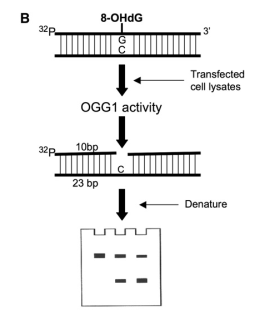 B
8-OHdG
32P
3'
G
C
Transfected
cell lysates
OGG1 activity
32P
10bp
C
23 bp
Denature